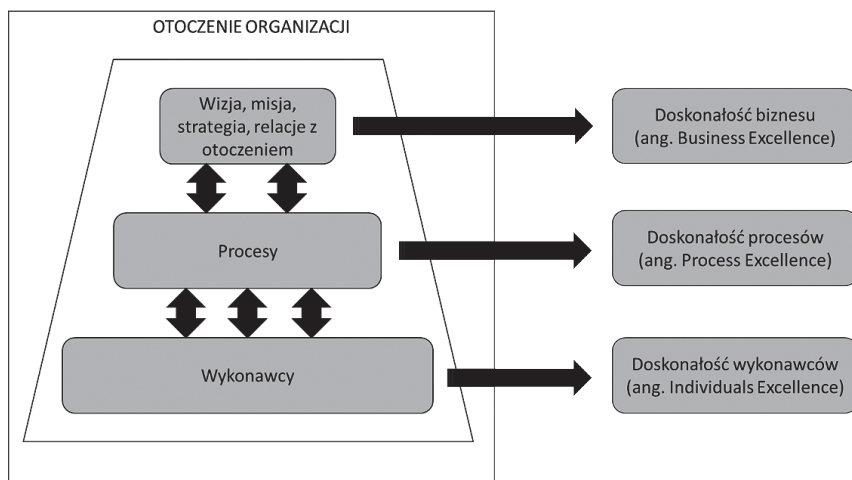 OTOCZENIE ORGANIZACJI
Wizja, misja,
strategia, relacje z
otoczeniem
Doskonałość biznesu
(ang. Business Excellence)
Procesy
Doskonałość procesów
(ang. Process Excellence)
Wykonawcy
Doskonałość wykonawców
(ang. Individuals Excellence)